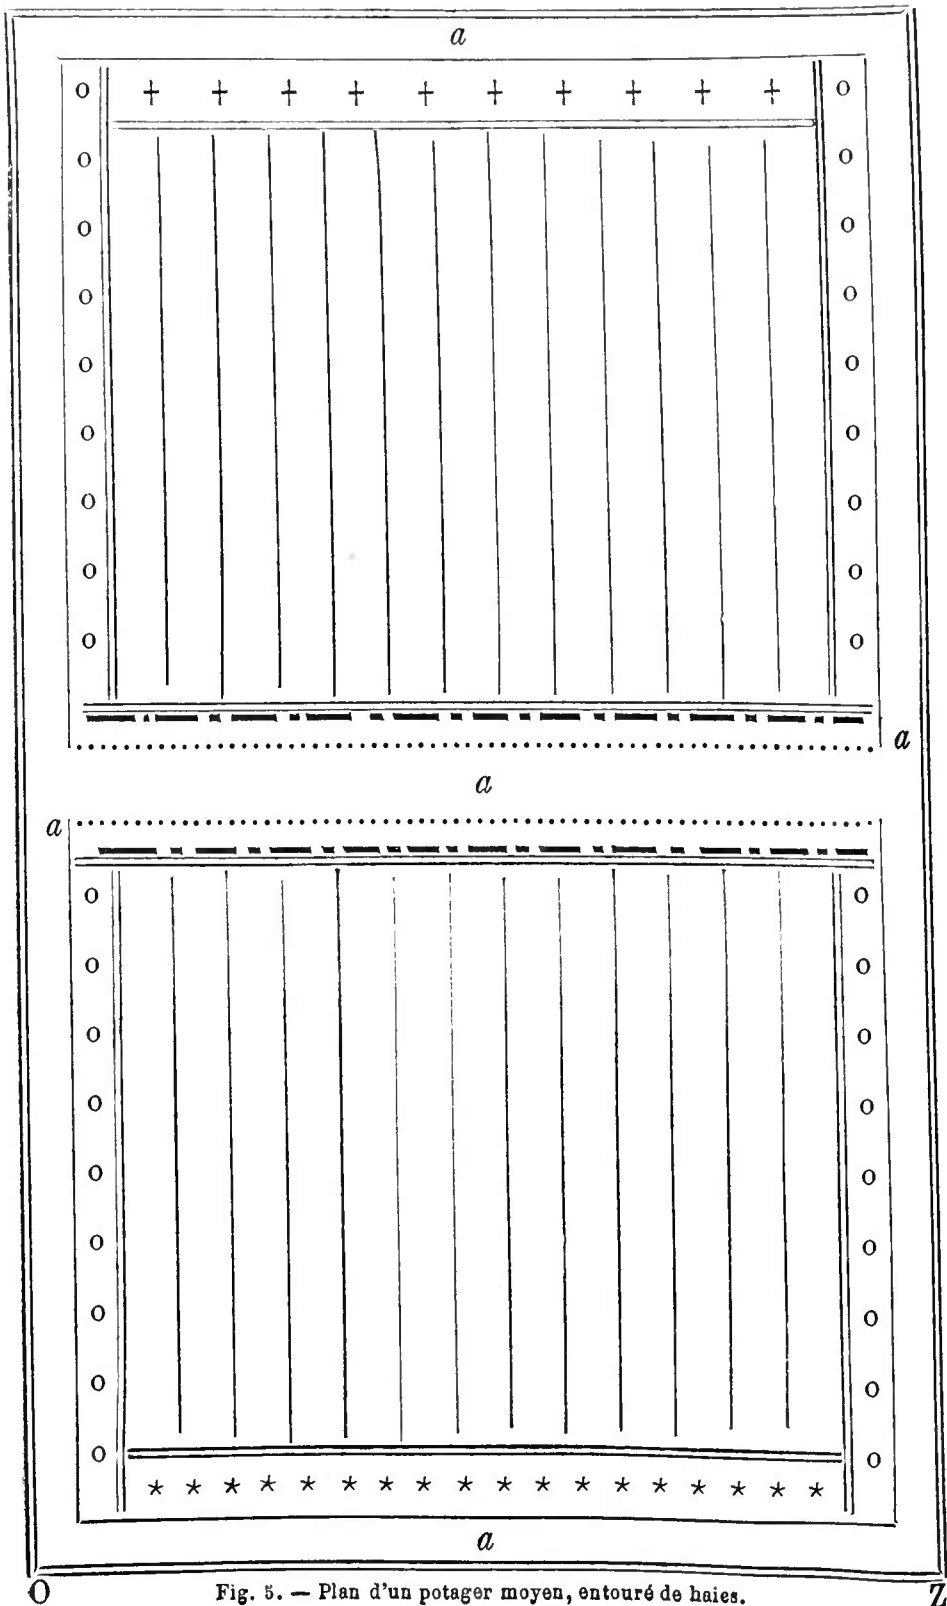 a
a
a
a
a
O Z
Fig. 5. — Plan d'un potager moyen, entouré de haies.